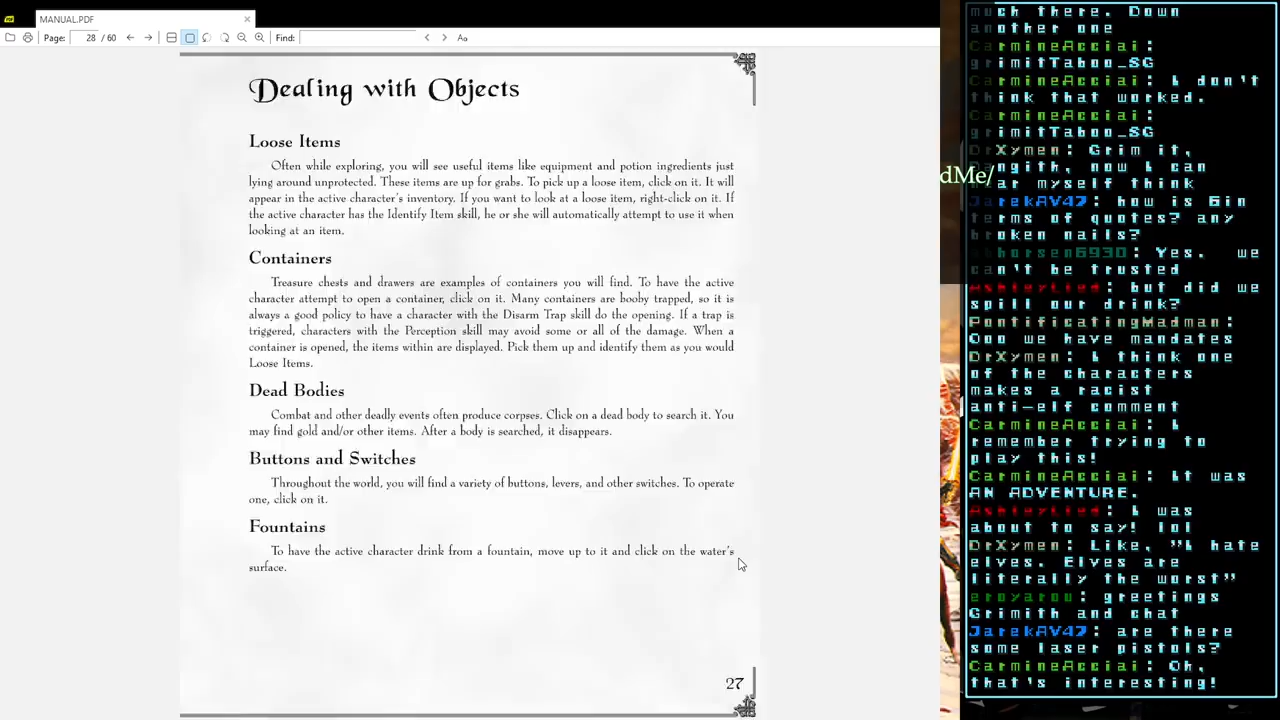 MANUAL.PDF
Page:
28 / 60
Find:
Dealing with Objects
Loose Items
Often while exploring, you will see useful items like equipment and potion ingredients just
lying around unprotected. These items are up for grabs. To pick up a loose item, click on it. It will
appear in the active character's inventory. If you want to look at a loose item, right-click on it. If
the active character has the Identify Item skill, he or she will automatically attempt to use it when
looking at an item.
Containers
Treasure chests and drawers are examples of containers you will find. To have the active
character attempt to open a container, click on it. Many containers are booby trapped, so it is
always a good policy to have a character with the Disarm Trap skill do the opening. If a trap is
triggered, characters with the Perception skill may avoid some or all of the damage. When a
container is opened, the items within are displayed. Pick them up and identify them as you would
Loose Items.
Dead Bodies
Combat and other deadly events often produce corpses. Click on a dead body to search it. You
may find gold and/or other items. After a body is searched, it disappears.
Buttons and Switches
Throughout the world, you will find a variety of buttons, levers, and other switches. To operate
one, click on it.
Fountains
To have the active character drink from a fountain, move up to it and click on the water's
surface.
27
dMe/
much there. Down
another one
CarmineAcciai:
grimitTaboo_SG
CarmineAcciai: I don't
think that worked.
CarmineAcciai:
grimitTaboo_SG
DrXymen: Grim it,
Dangith, now I can
hear myself think
JarekAV47: how is 6in
terms of quotes? any
broken nails?
6930: Yes. we
can't be trusted
but did we
spill our drink?
PontificatingMadman:
Ooo we have mandates
DrXymen: I think one
of the characters
makes a racist
anti-elf comment
CarmineAcciai: I
remember trying to
play this!
CarmineAcciai: It was
AN ADVENTURE.
I was
about to say! lol
DrXymen: Like, "I hate
elves. Elves are
literally the worst"
eroyarou: greetings
Grimith and chat
JarekAV47: are there
some laser pistols?
CarmineAcciai: Oh,
that's interesting!